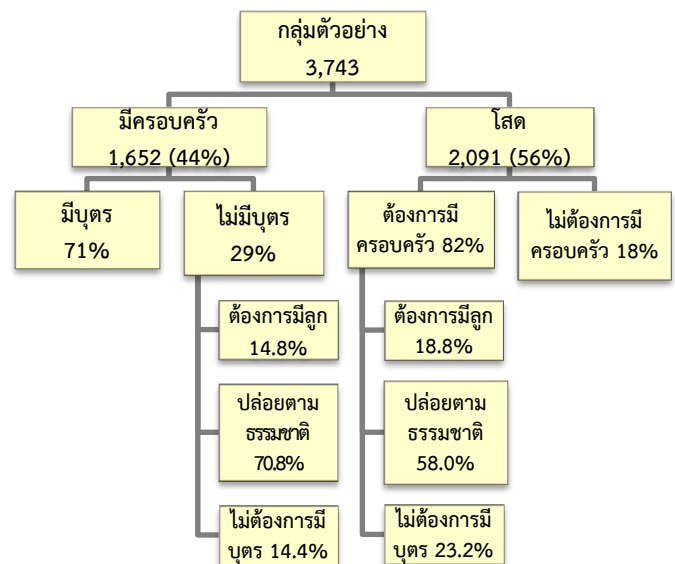 กลุ่มตัวอย่าง
3,743
มีครอบครัว
1,652 (44%)
โสด
2,091 (56%)
มีบุตร
71%
ไม่มีบุตร
29%
ต้องการมี
ครอบครัว 82%
ไม่ต้องการมี
ครอบครัว 18%
ต้องการมีลูก
14.8%
ปล่อยตาม
ธรรมชาติ
70.8%
ไม่ต้องการมี
บุตร 14.4%
ต้องการมีลูก
18.8%
ปล่อยตาม
ธรรมชาติ
58.0%
ไม่ต้องการมี
บุตร 23.2%